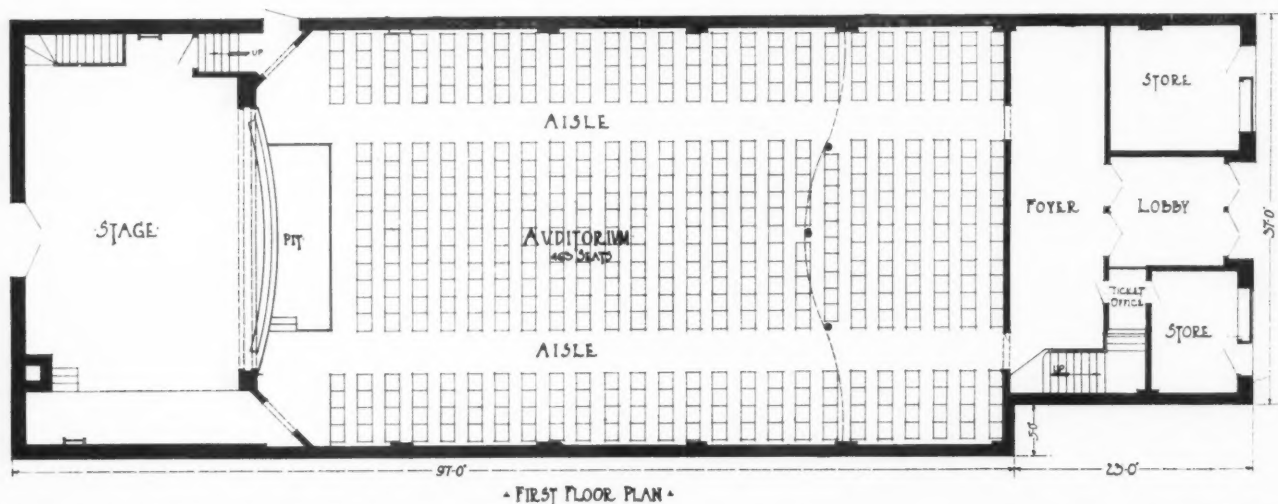 UP
STORE
AISLE
STAGE
PIT
AUDITORIUM
SEATS
FOYER
LOBBY
37'-0"
TICKET
OFFICE
STORE
AISLE
UP
5'-0"
97'-0"
23'-0"
• FIRST FLOOR PLAN •